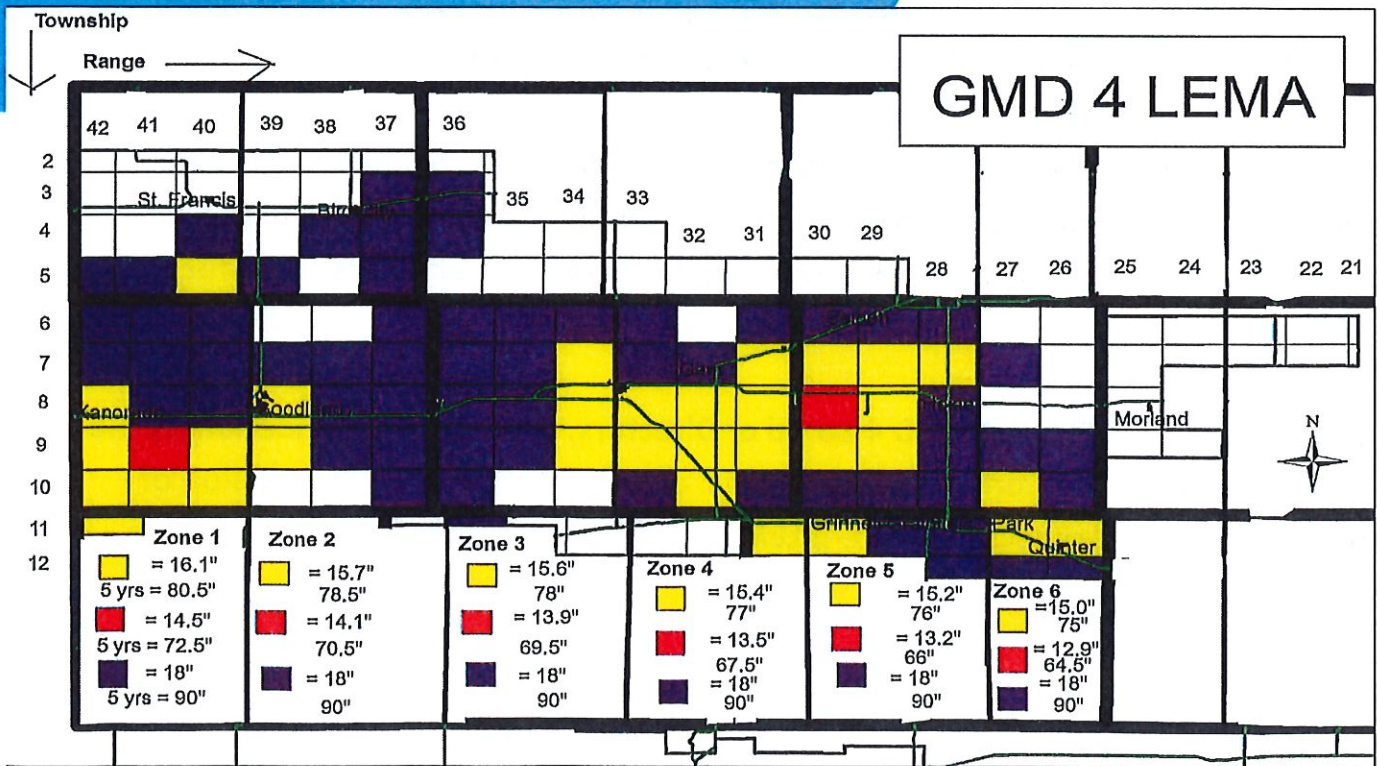 Township
Range
GMD 4 LEMA
42 41 40 39 38 37 36
2
3
St. Francis
35 34 33
4
32 31 30 29
5
28 27 26 25 24 23 22 21
6
7
8
Kanorado
Goodland
Morland
9
N
10
11
Grinnell
Park
Quinter
12
Zone 1
= 16.1"
5 yrs = 80.5"
= 14.5"
5 yrs = 72.5"
= 18"
5 yrs = 90"
Zone 2
= 15.7"
78.5"
= 14.1"
70.5"
= 18"
90"
Zone 3
= 15.6"
78"
= 13.9"
69.5"
= 18"
90"
Zone 4
= 15.4"
77"
= 13.5"
67.5"
= 18"
90"
Zone 5
= 15.2"
76"
= 13.2"
66"
= 18"
90"
Zone 6
=15.0"
75"
= 12.9"
64.5"
= 18"
90"